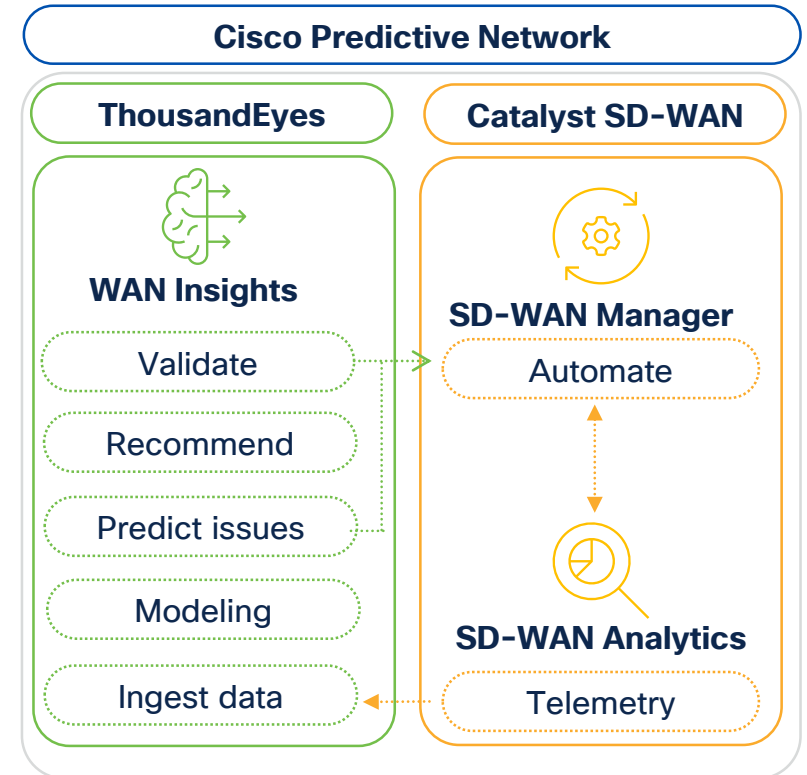 Cisco Predictive Network
ThousandEyes
WAN Insights
Validate
Recommend
Predict issues
Modeling
Ingest data
Catalyst SD-WAN
SD-WAN Manager
Automate
SD-WAN Analytics
Telemetry